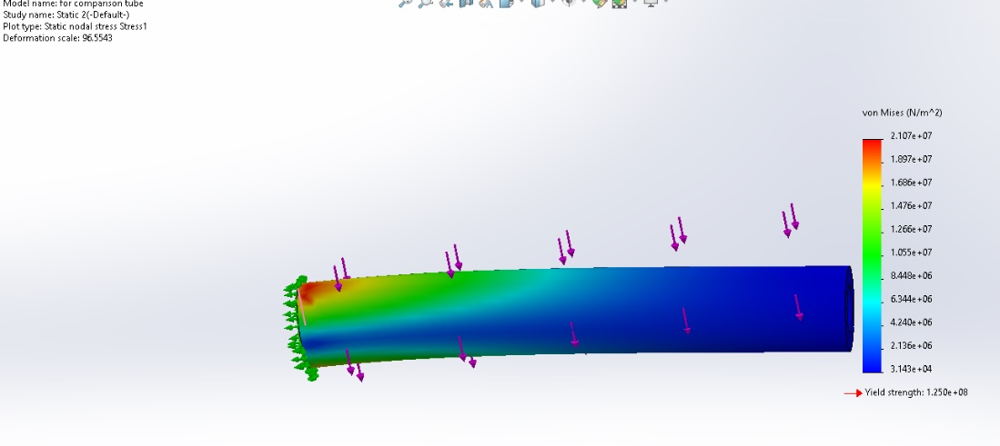 Model name: for comparison tube
Study name: Static 2(-Default-)
Plot type: Static nodal stress Stress1
Deformation scale: 96.5543
von Mises (N/m^2)
2.107e+07
1.897e+07
1.686e+07
1.476e+07
1.266e+07
1.055e+07
8.448e+06
6.344e+06
4.240e+06
2.136e+06
3.143e+04
Yield strength: 1.250e+08